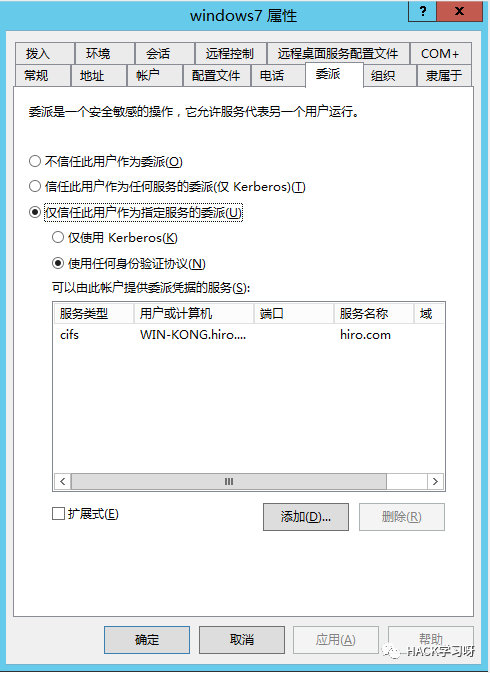 windows7 属性
? x
拨入 环境 会话 远程控制 远程桌面服务配置文件 COM+
常规 地址 帐户 配置文件 电话 委派 组织 隶属于
委派是一个安全敏感的操作，它允许服务代表另一个用户运行。
不信任此用户作为委派(O)
信任此用户作为任何服务的委派(仅 Kerberos)(T)
仅信任此用户作为指定服务的委派(U)
仅使用 Kerberos(K)
使用任何身份验证协议(N)
可以由此帐户提供委派凭据的服务(S):
服务类型 用户或计算机 端口 服务名称 域
cifs WIN-KONG.hiro.... hiro.com
扩展式(E) 添加(D)... 删除(R)
确定 取消 应用(A) 帮助
HACK学习呀